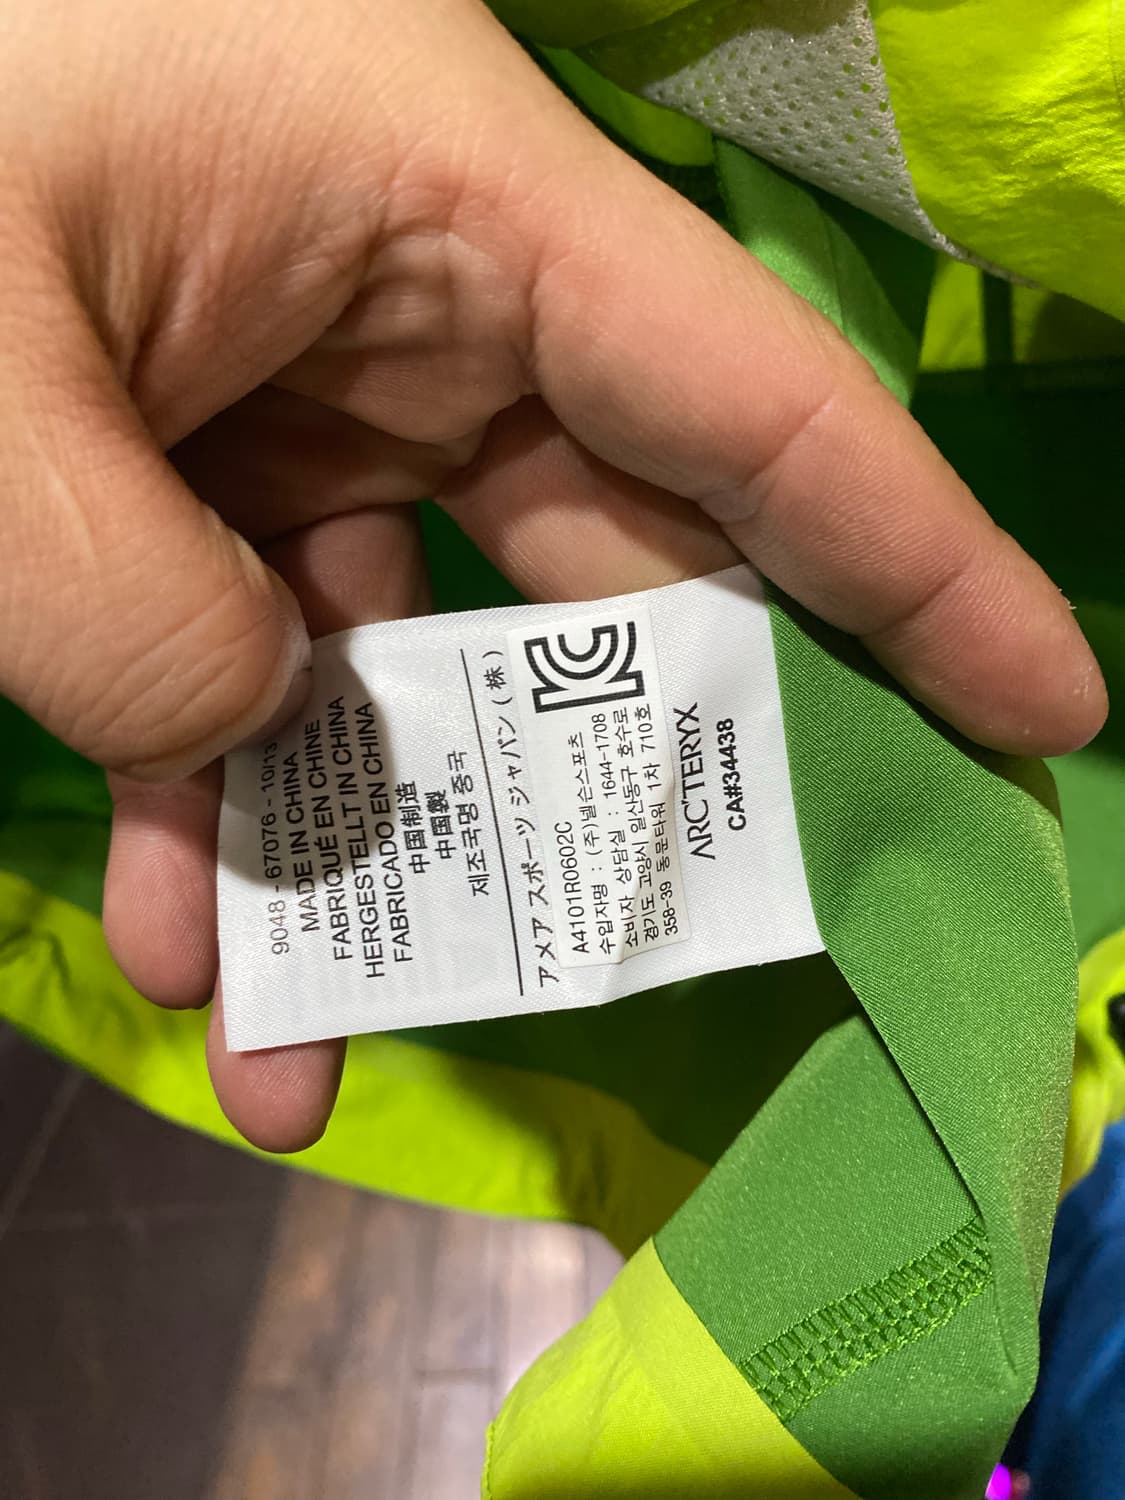 9048 - 67076 - 10/13
MADE IN CHINA
FABRIQUÉ EN CHINE
HERGESTELLT IN CHINA
FABRICADO EN CHINA
中国制造
中国製
제조국명 중국
アメア スポーツ ジャパン (株)
A4101R0602C
수입자명 : (주)넬슨스포츠
소비자 상담실 : 1644-1708
경기도 고양시 일산동구 호수로
358-39 동문타워 1차 710호
ARC'TERYX
CA#34438